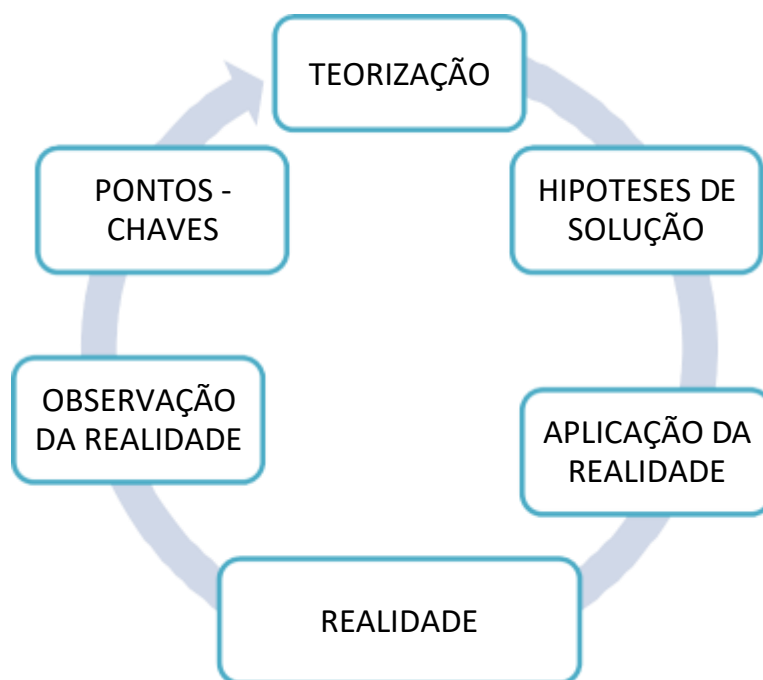 TEORIZAÇÃO
PONTOS -
CHAVES
HIPOTESES DE
SOLUÇÃO
OBSERVAÇÃO
DA REALIDADE
APLICAÇÃO DA
REALIDADE
REALIDADE